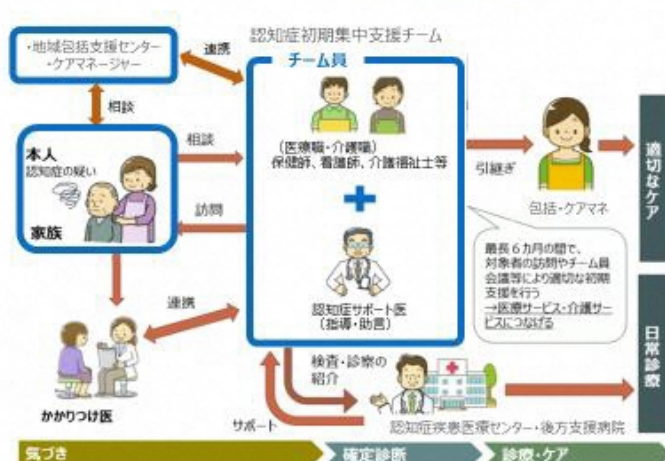 認知症初期集中支援チーム
・地域包括支援センター
・ケアマネージャー
連携
チーム員
相談
本人
認知症の疑い
家族
相談
訪問
(医療職・介護職)
保健師、看護師、介護福祉士等
+
認知症サポート医
(指導・助言)
引継ぎ
包括・ケアマネ
適切なケア
最長6カ月の間で、
対象者の訪問やチーム員
会議等により適切な初期
支援を行う
→医療サービス・介護サー
ビスにつなげる
連携
かかりつけ医
検査・診察の
紹介
サポート
認知症疾患医療センター・後方支援病院
日常診療
気づき
確定診断
診療・ケア